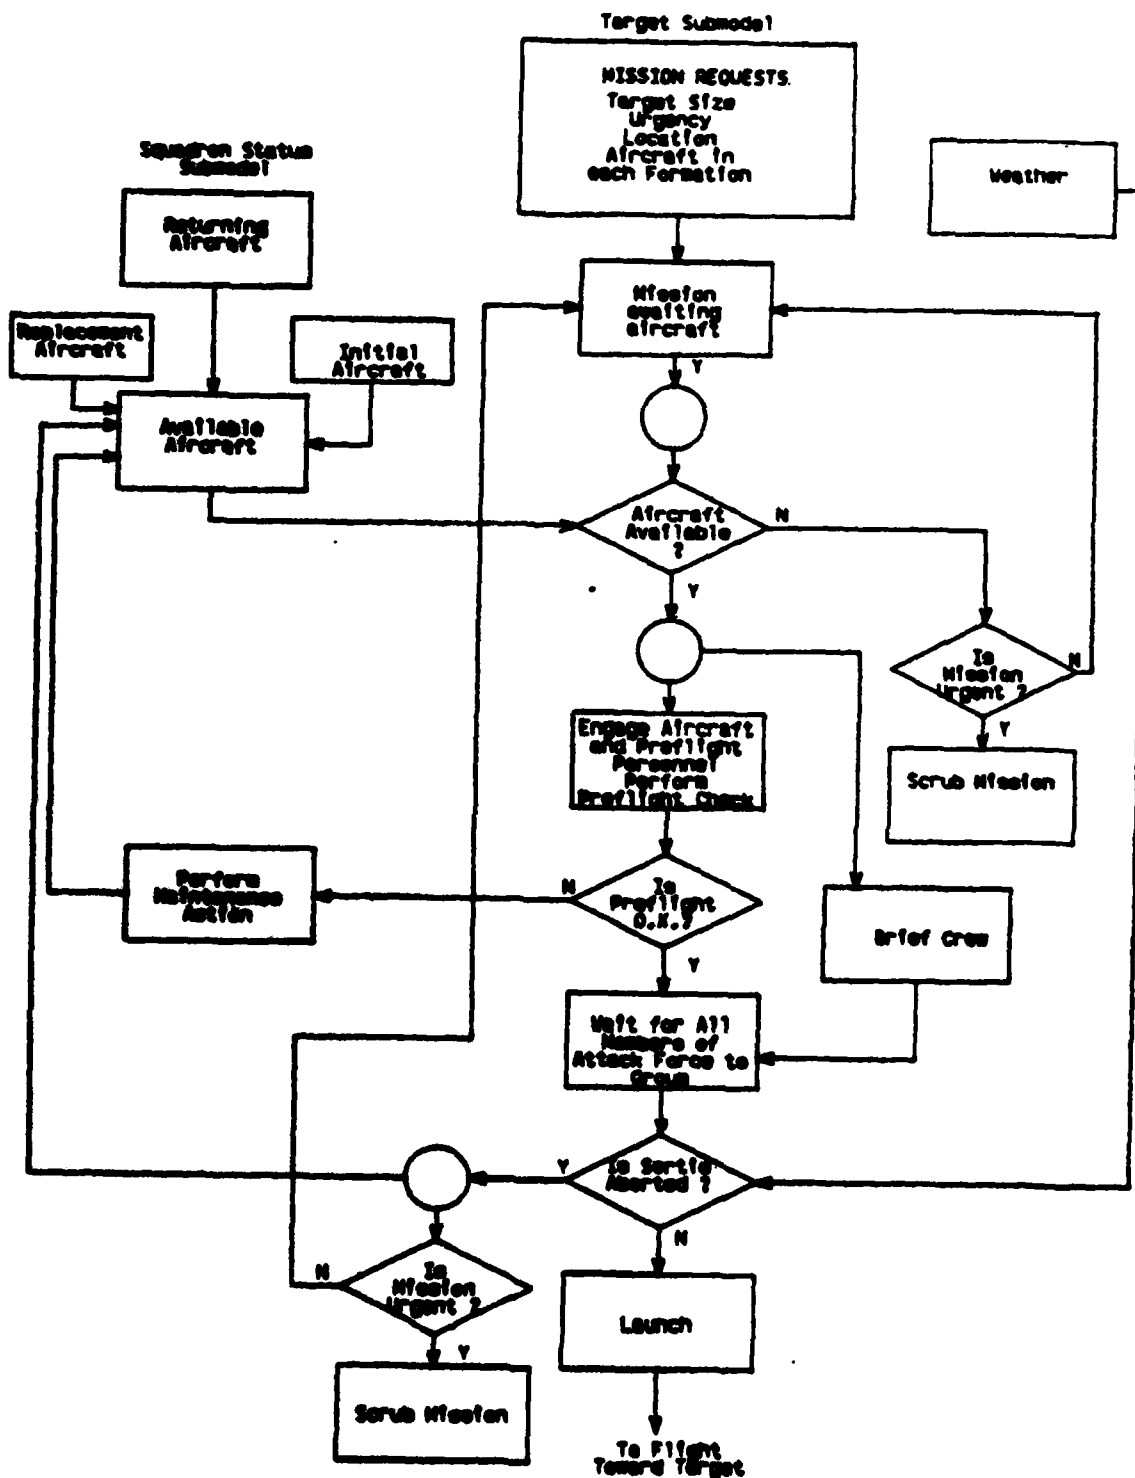 Target Submodel
MISSION REQUESTS
Target Size
Urgency
Location
Aircraft in
each Formation
Weather
Squadron Status
Submodel
Returning
Aircraft
Replacement
Aircraft
Initial
Aircraft
Available
Aircraft
Mission
awaiting
aircraft
Y
Aircraft
Available
?
N
Y
Is
Mission
Urgent ?
N
Y
Scrub Mission
Engage Aircraft
and Preflight
Personnel
Perform
Preflight Check
Perform
Maintenance
Action
N
Is
Preflight
O.K.?
Y
Brief Crew
Wait for All
Members of
Attack Force to
Group
Y
Is Sortie
Aborted ?
N
N
Is
Mission
Urgent ?
Y
Scrub Mission
Launch
To Flight
Toward Target